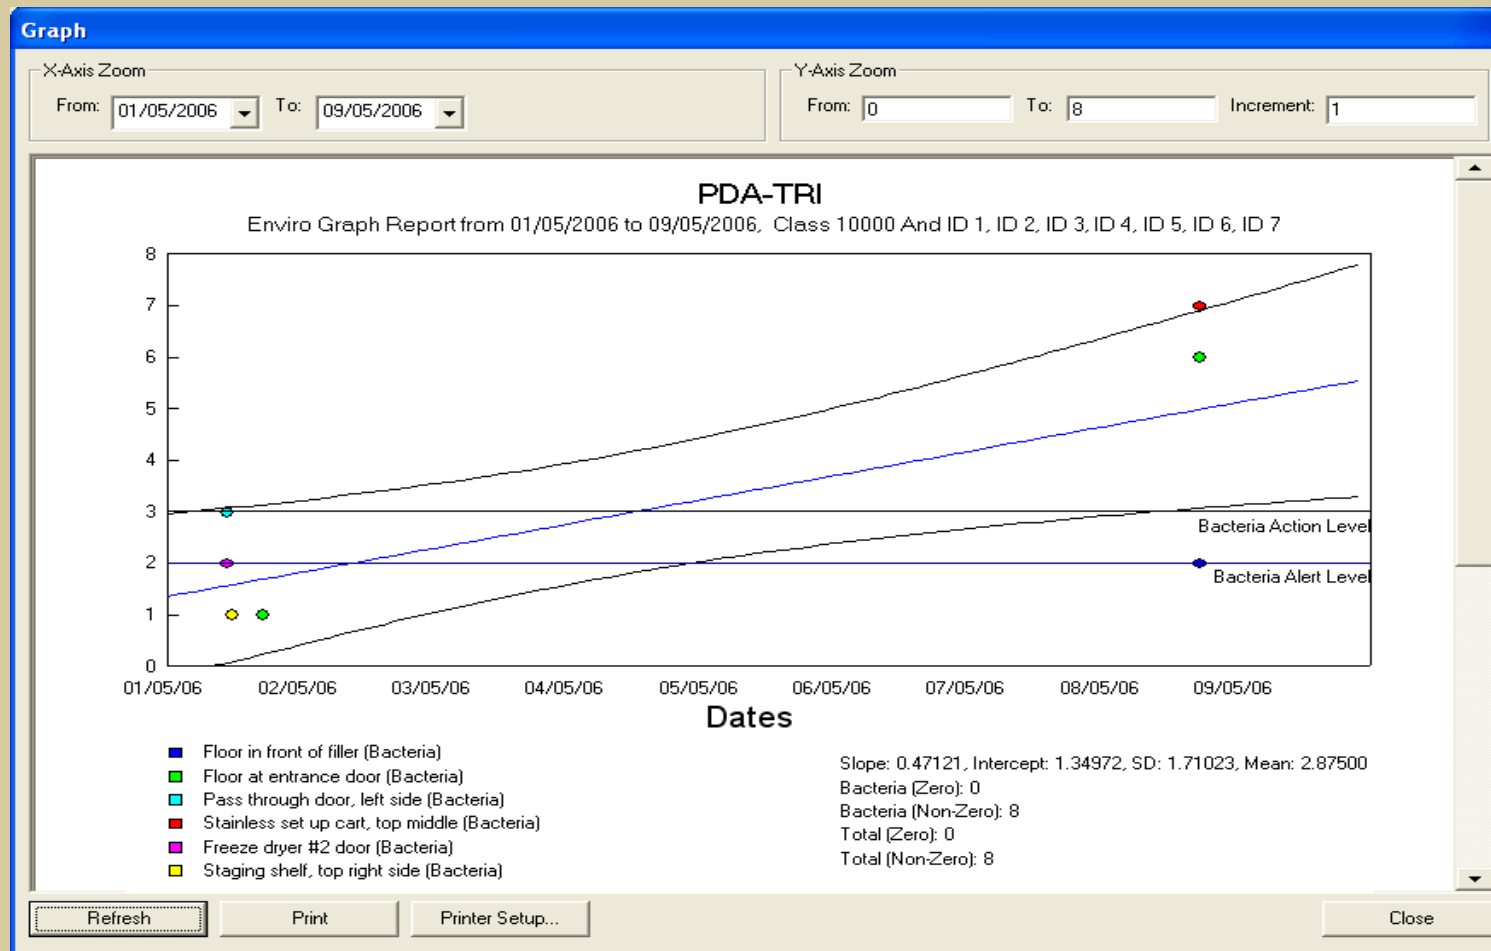 Graph
X-Axis Zoom
From: 01/05/2006 To: 09/05/2006
Y-Axis Zoom
From: 0 To: 8 Increment: 1
PDA-TRI
Enviro Graph Report from 01/05/2006 to 09/05/2006, Class 10000 And ID 1, ID 2, ID 3, ID 4, ID 5, ID 6, ID 7
8
7
6
5
4
3
Bacteria Action Level
2
Bacteria Alert Level
1
0
01/05/06 02/05/06 03/05/06 04/05/06 05/05/06 06/05/06 07/05/06 08/05/06 09/05/06
Dates
Floor in front of filler (Bacteria)
Floor at entrance door (Bacteria)
Pass through door, left side (Bacteria)
Stainless set up cart, top middle (Bacteria)
Freeze dryer #2 door (Bacteria)
Staging shelf, top right side (Bacteria)
Slope: 0.47121, Intercept: 1.34972, SD: 1.71023, Mean: 2.87500
Bacteria (Zero): 0
Bacteria (Non-Zero): 8
Total (Zero): 0
Total (Non-Zero): 8
Refresh Print Printer Setup... Close